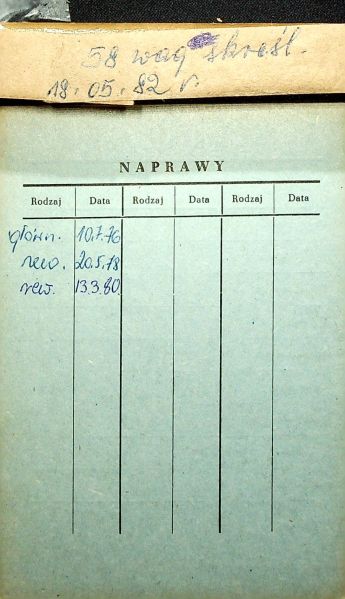 58 wag skreśl.
18.05.82 r.
NAPRAWY
Rodzaj Data Rodzaj Data Rodzaj Data
główn. 10.7.76
rew. 20.5.78
rew. 13.3.80